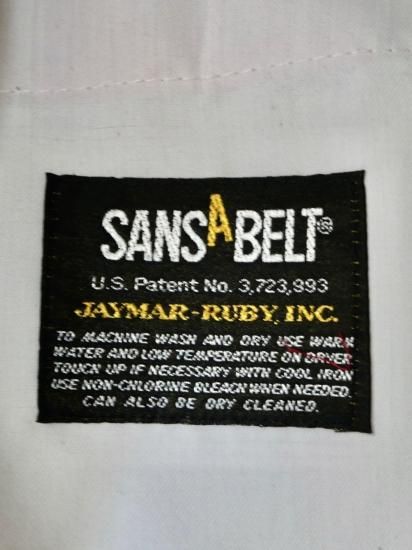 SANSABELT®
U.S. Patent No. 3,723,993
JAYMAR-RUBY, INC.
TO MACHINE WASH AND DRY USE WARM
WATER AND LOW TEMPERATURE ON DRYER
TOUCH UP IF NECESSARY WITH COOL IRON
USE NON-CHLORINE BLEACH WHEN NEEDED.
CAN ALSO BE DRY CLEANED.